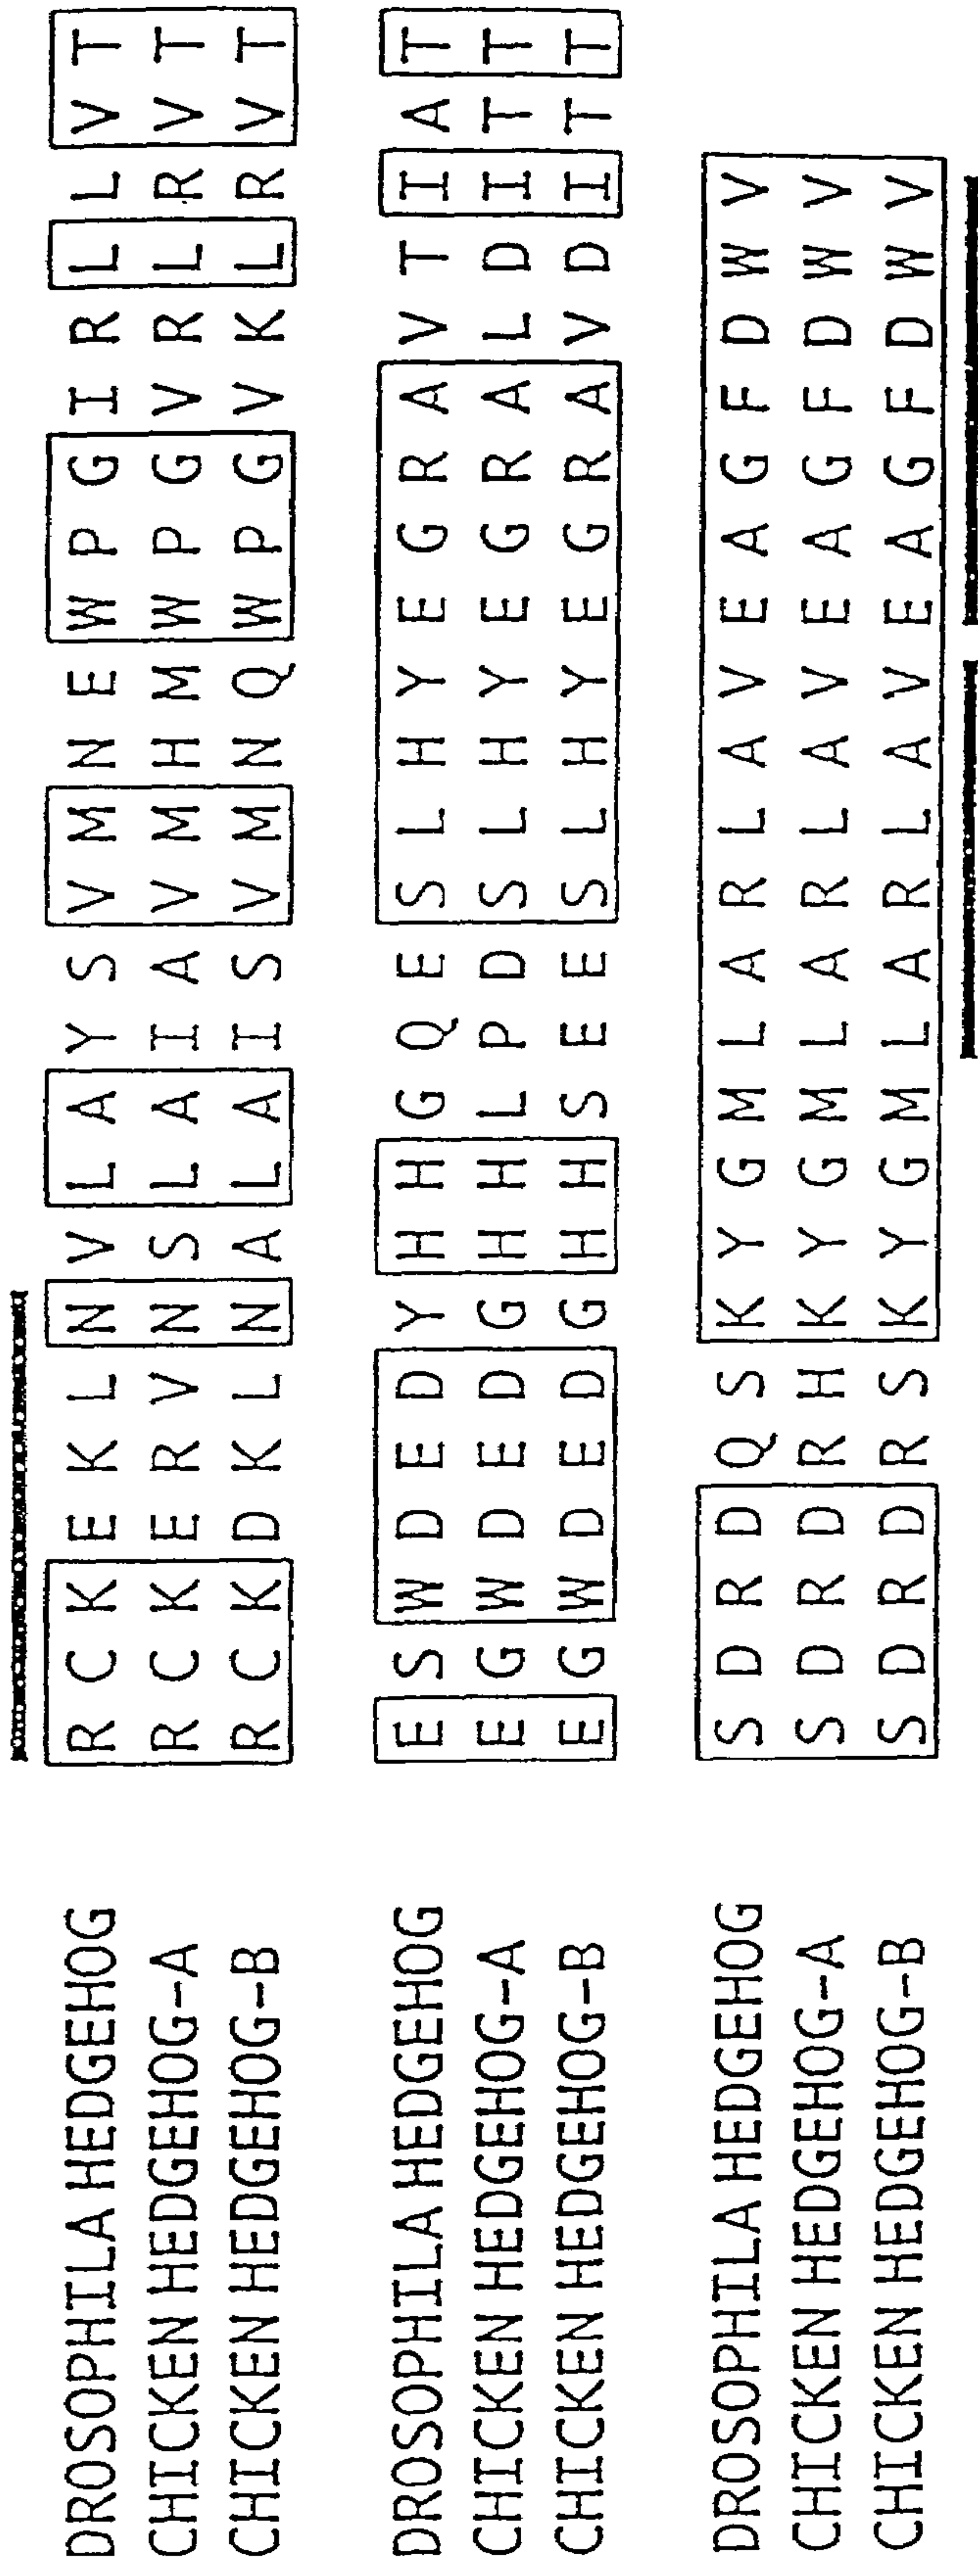 DROSOPHILA HEDGEHOG R C K E K L N V L A Y S V M N E W P G I R L L V T
CHICKEN HEDGEHOG-A R C K E R V N S L A I A V M H M W P G V R L R V T
CHICKEN HEDGEHOG-B R C K D K L N A L A I S V M N Q W P G V K L R V T
DROSOPHILA HEDGEHOG E S W D E D Y H H G Q E S L H Y E G R A V T I A T
CHICKEN HEDGEHOG-A E G W D E D G H H L P D S L H Y E G R A L D I T T
CHICKEN HEDGEHOG-B E G W D E D G H H S E E S L H Y E G R A V D I T T
DROSOPHILA HEDGEHOG S D R D Q S K Y G M L A R L A V E A G F D W V
CHICKEN HEDGEHOG-A S D R D R H K Y G M L A R L A V E A G F D W V
CHICKEN HEDGEHOG-B S D R D R S K Y G M L A R L A V E A G F D W V